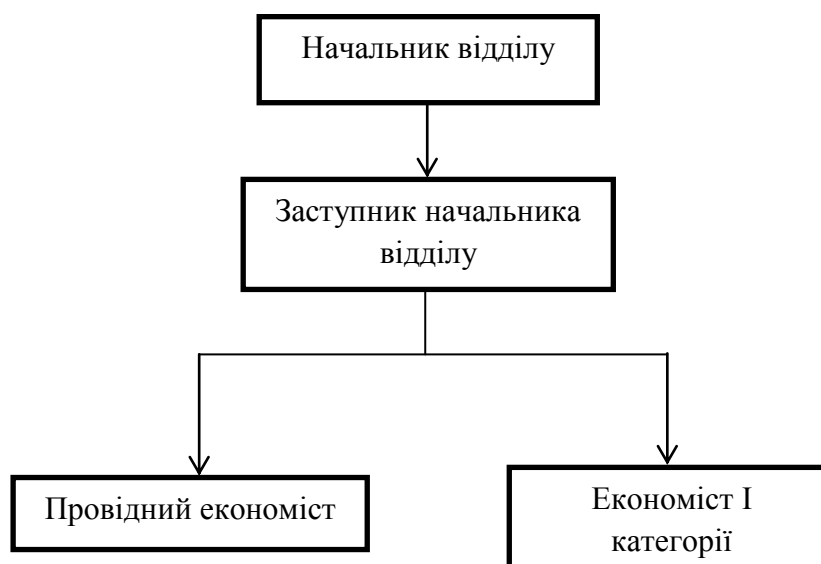 Начальник відділу
Заступник начальника
відділу
Провідний економіст
Економіст І
категорії